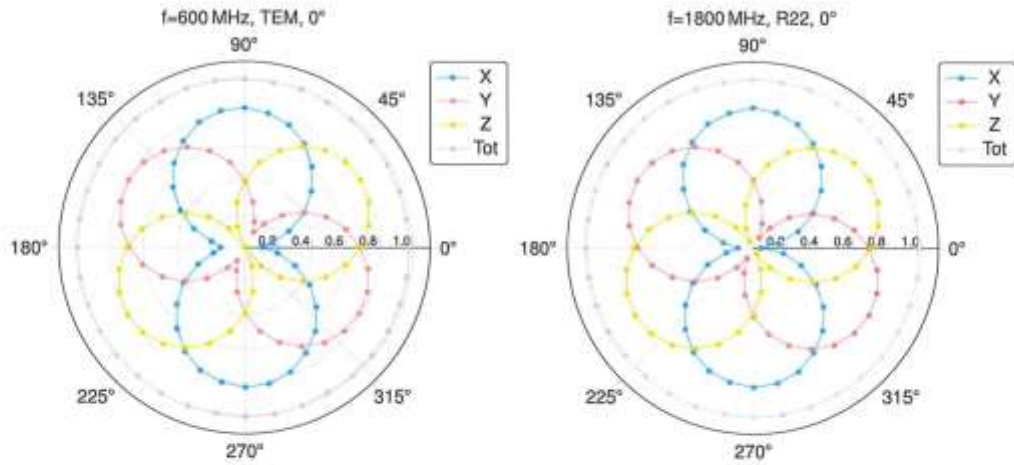 f=600 MHz, TEM, 0°
90°
135°
45°
X
Y
Z
Tot
180°
0.2 0.4 0.6 0.8 1.0
0°
225°
315°
270°
f=1800 MHz, R22, 0°
90°
135°
45°
X
Y
Z
Tot
180°
0.2 0.4 0.6 0.8 1.0
0°
225°
315°
270°